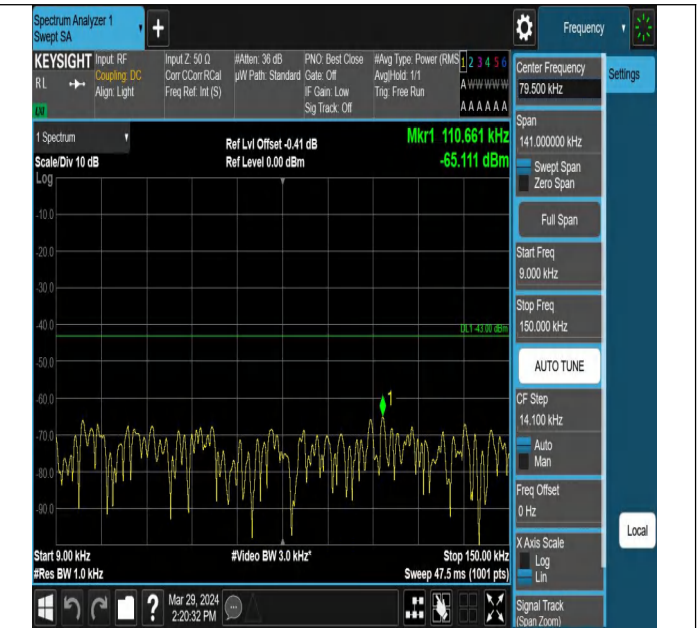 Spectrum Analyzer 1
Swept SA
+
Frequency
KEYSIGHT
RL
Input: RF
Coupling: DC
Align: Light
Input Z: 50 Ω
Corr CCorr RCal
Freq Ref: Int (S)
#Atten: 36 dB
µW Path: Standard
PNO: Best Close
Gate: Off
IF Gain: Low
Sig Track: Off
#Avg Type: Power (RMS
Avg|Hold: 1/1
Trig: Free Run
1 2 3 4 5 6
A W W W W W
A A A A A A
1 Spectrum
Scale/Div 10 dB
Ref Lvl Offset -0.41 dB
Ref Level 0.00 dBm
Mkr1 110.661 kHz
-65.111 dBm
Log
-10.0
-20.0
-30.0
-40.0
-50.0
-60.0
-70.0
-80.0
-90.0
DL1 -43.00 dBm
1
Start 9.00 kHz
#Res BW 1.0 kHz
#Video BW 3.0 kHz*
Stop 150.00 kHz
Sweep 47.5 ms (1001 pts)
Center Frequency
79.500 kHz
Settings
Span
141.000000 kHz
Swept Span
Zero Span
Full Span
Start Freq
9.000 kHz
Stop Freq
150.000 kHz
AUTO TUNE
CF Step
14.100 kHz
Auto
Man
Freq Offset
0 Hz
X Axis Scale
Log
Lin
Local
Signal Track
(Span Zoom)
?
Mar 29, 2024
2:20:32 PM